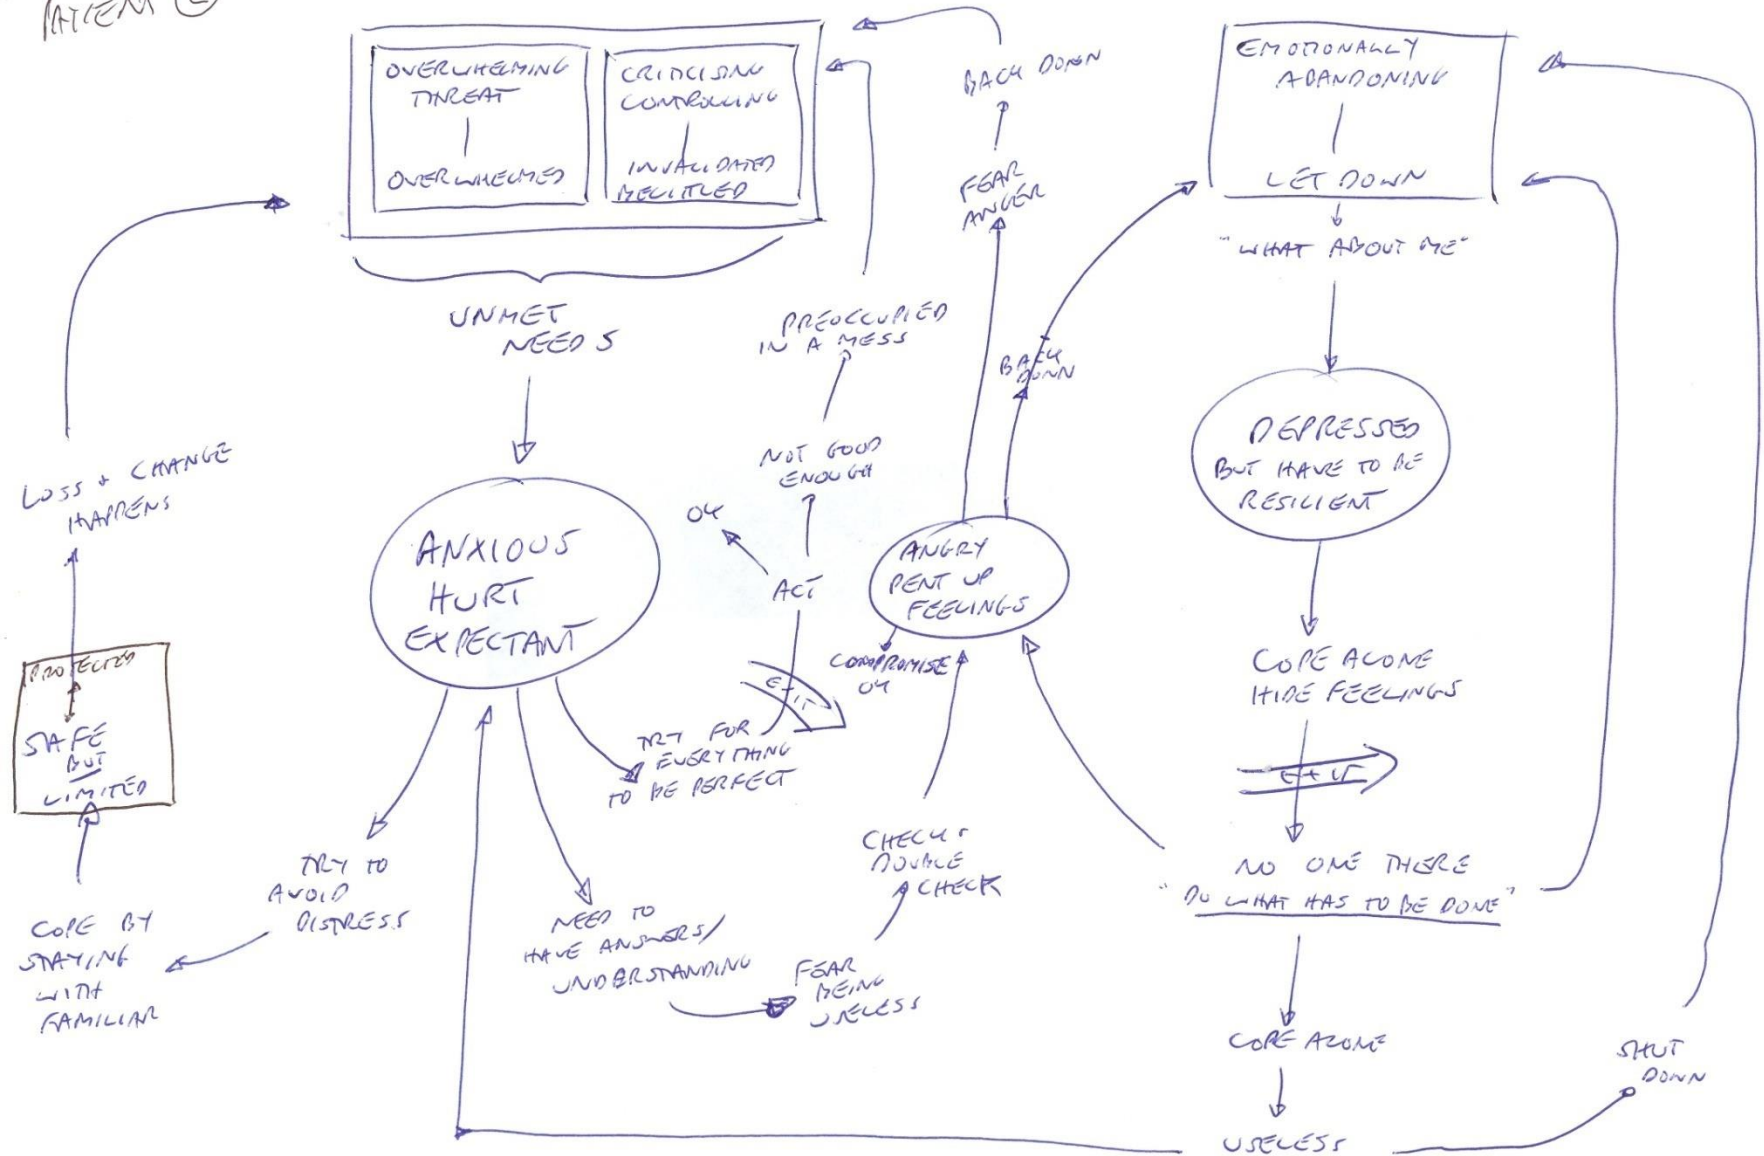 PATIENT 2
OVERWHELMING
THREAT
OVERWHELMED
CRITICISING
CONTROLLING
INVALIDATED
BELITTLED
UNMET
NEEDS
ANXIOUS
HURT
EXPECTANT
LOSS + CHANGE
HAPPENS
PROTECTED
SAFE
BUT
LIMITED
COPE BY
STAYING
WITH
FAMILIAR
TRY TO
AVOID
DISTRESS
NEED TO
HAVE ANSWERS/
UNDERSTANDING
FEAR
BEING
USELESS
CHECK &
DOUBLE
CHECK
TRY FOR
EVERYTHING
TO BE PERFECT
EXIT
ACT
OK
NOT GOOD
ENOUGH
PREOCCUPIED
IN A MESS
ANGRY
PENT UP
FEELINGS
COMPROMISE
OK
FEAR
ANGER
BACK DOWN
BACK
DOWN
EMOTIONALLY
ABANDONING
LET DOWN
"WHAT ABOUT ME"
DEPRESSED
BUT HAVE TO BE
RESILIENT
COPE ALONE
HIDE FEELINGS
EXIT
NO ONE THERE
"DO WHAT HAS TO BE DONE"
COPE ALONE
USELESS
SHUT
DOWN